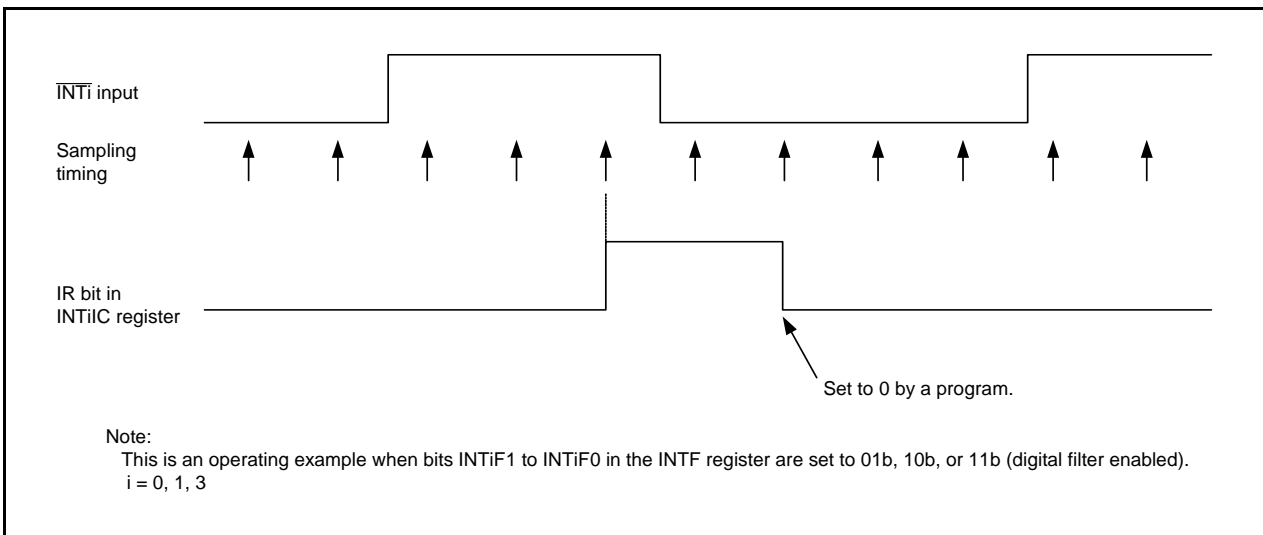 INTi input
Sampling
timing
IR bit in
INTiIC register
Set to 0 by a program.
Note:
This is an operating example when bits INTiF1 to INTiF0 in the INTF register are set to 01b, 10b, or 11b (digital filter enabled).
i = 0, 1, 3